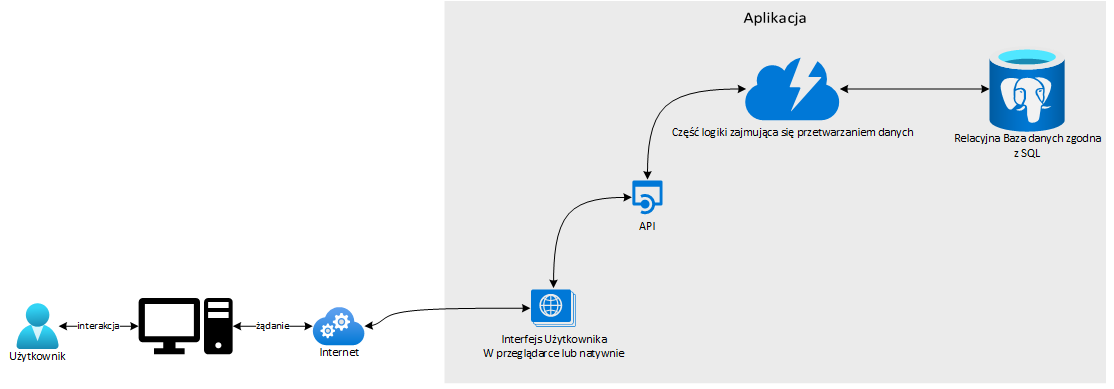 Aplikacja
Część logiki zajmująca się przetwarzaniem danych
Relacyjna Baza danych zgodna
z SQL
API
interakcja
żądanie
Użytkownik
Internet
Interfejs Użytkownika
W przeglądarce lub natywnie